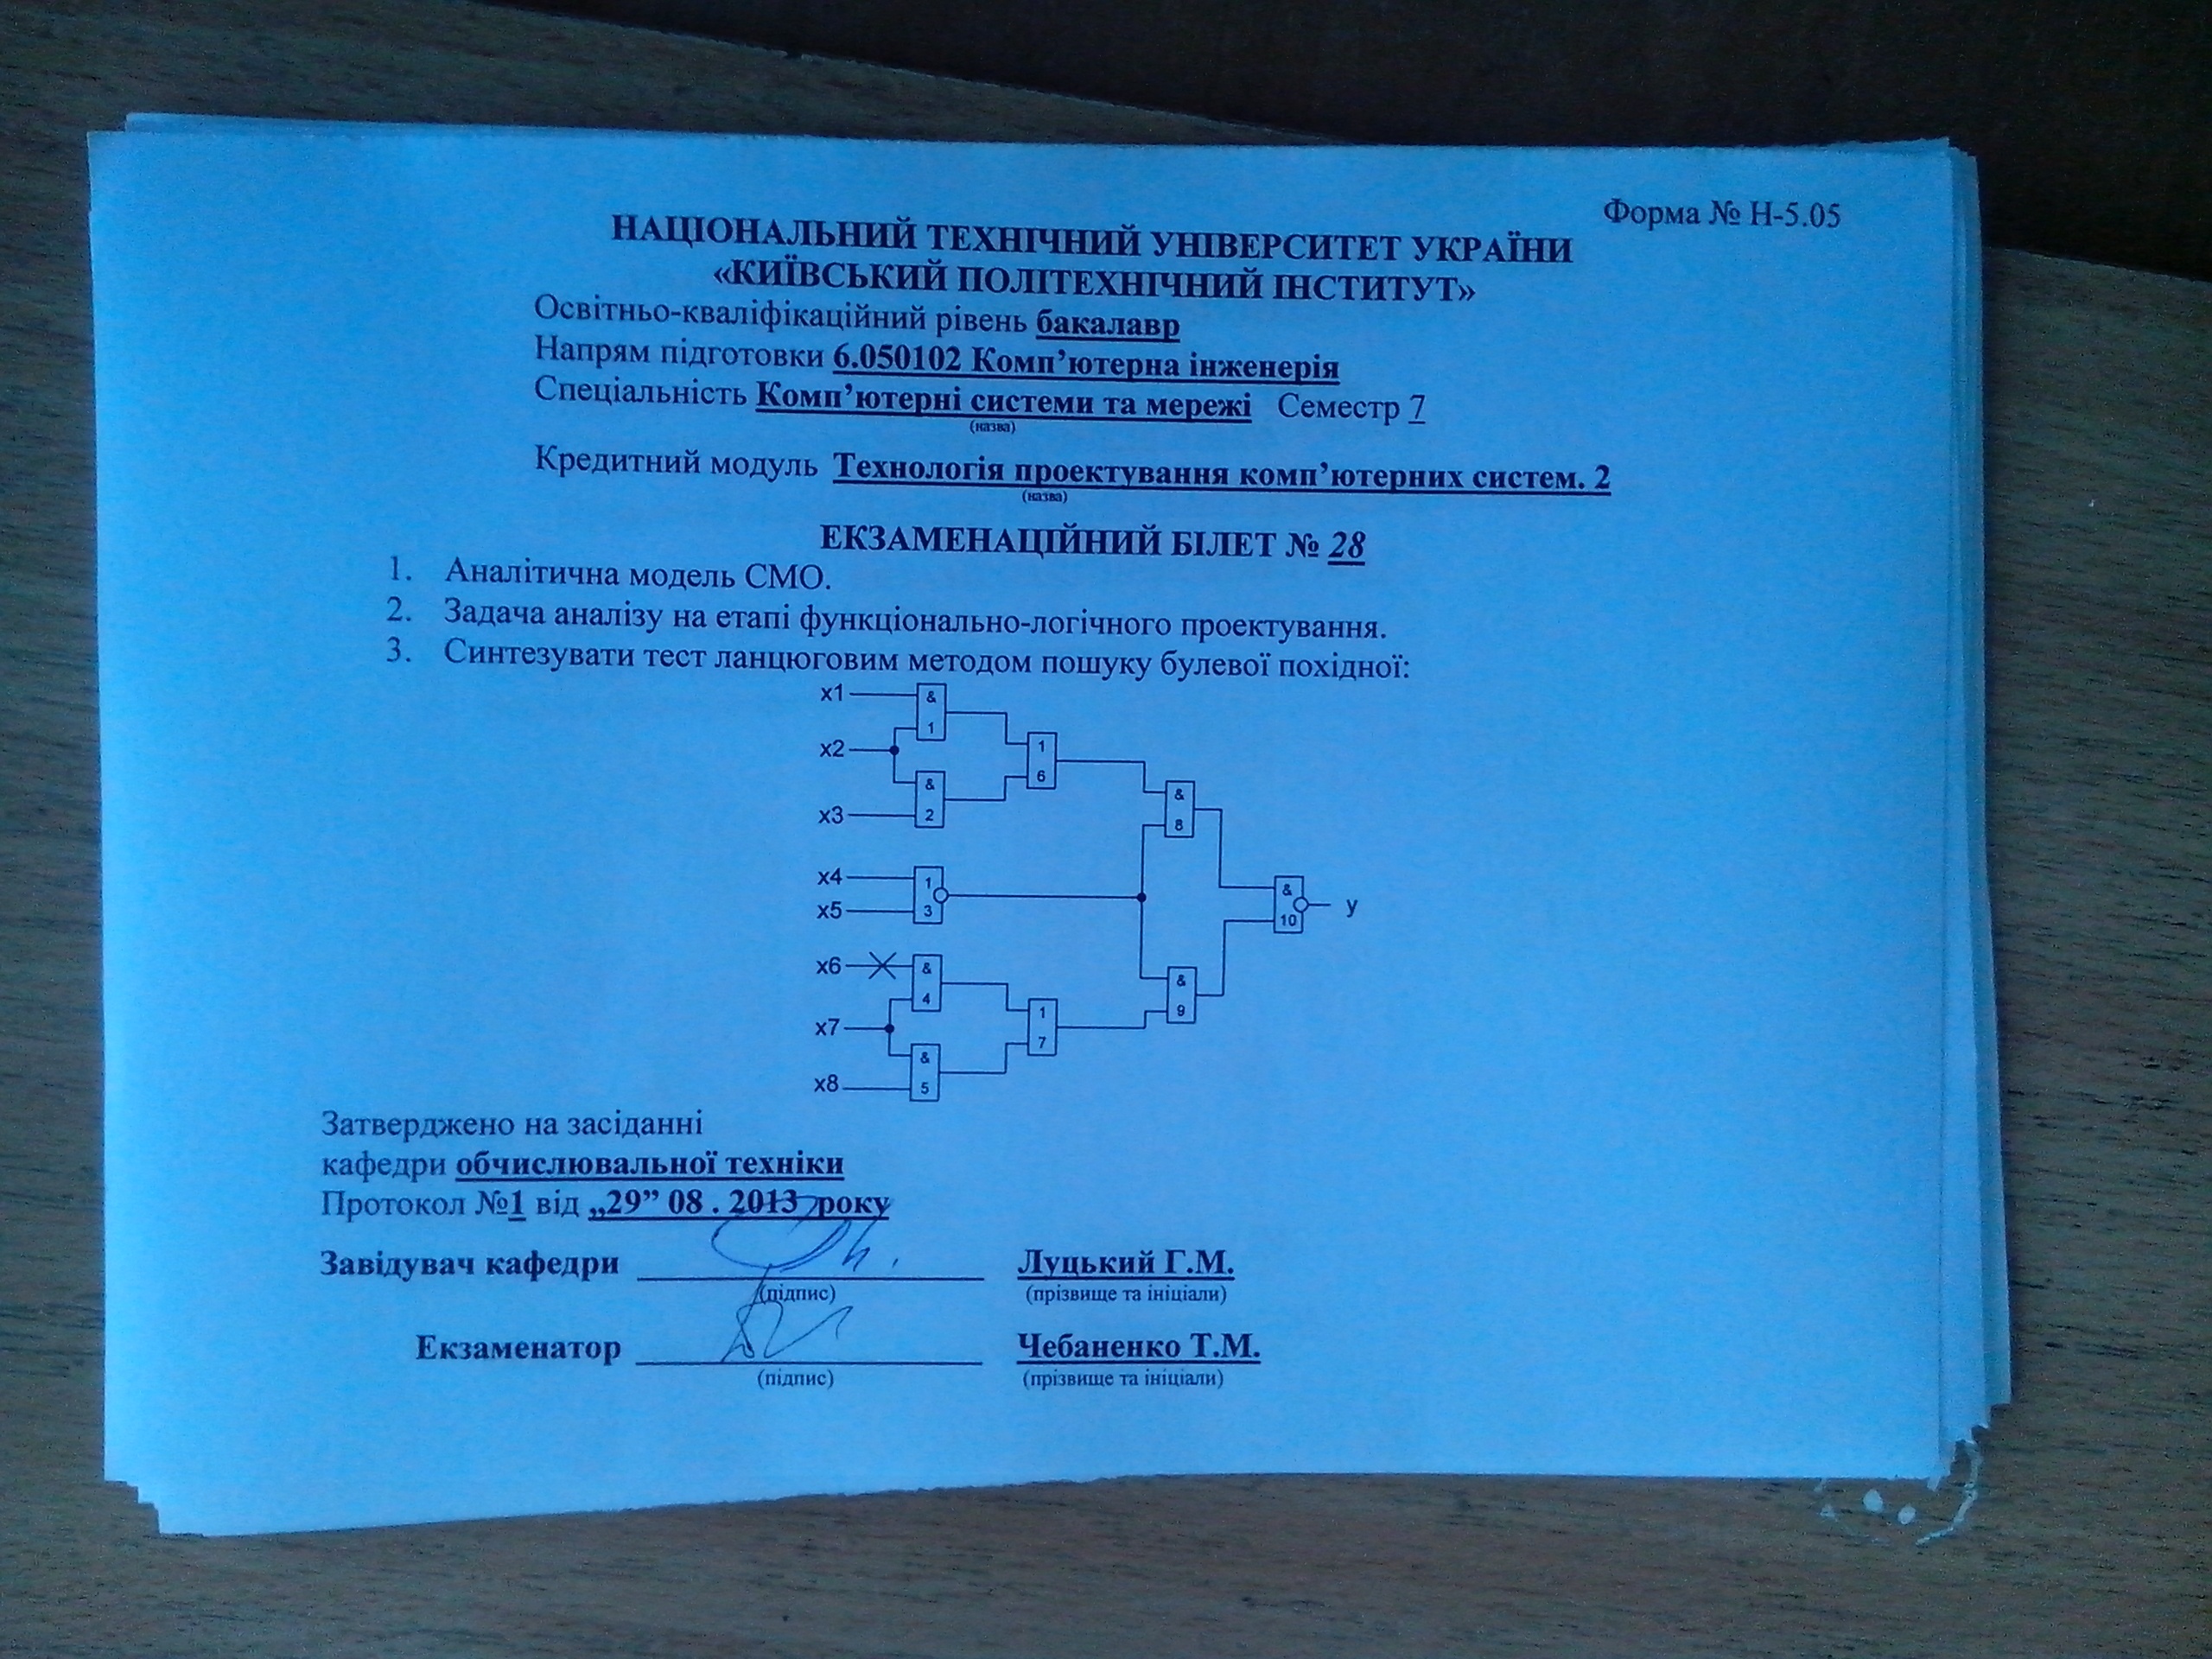 Форма № Н-5.05
НАЦІОНАЛЬНИЙ ТЕХНІЧНИЙ УНІВЕРСИТЕТ УКРАЇНИ
«КИЇВСЬКИЙ ПОЛІТЕХНІЧНИЙ ІНСТИТУТ»
Освітньо-кваліфікаційний рівень бакалавр
Напрям підготовки 6.050102 Комп’ютерна інженерія
Спеціальність Комп’ютерні системи та мережі Семестр 7
(назва)
Кредитний модуль Технологія проектування комп’ютерних систем. 2
(назва)
ЕКЗАМЕНАЦІЙНИЙ БІЛЕТ № 28
1. Аналітична модель СМО.
2. Задача аналізу на етапі функціонально-логічного проектування.
3. Синтезувати тест ланцюговим методом пошуку булевої похідної:
x1
&
1
x2
1
6
&
2
x3
&
8
x4
1
3
x5
&
10
y
x6
&
4
&
9
x7
1
7
&
5
x8
Затверджено на засіданні
кафедри обчислювальної техніки
Протокол №1 від „29” 08 . 2013 року
Завідувач кафедри Луцький Г.М.
(підпис) (прізвище та ініціали)
Екзаменатор Чебаненко Т.М.
(підпис) (прізвище та ініціали)